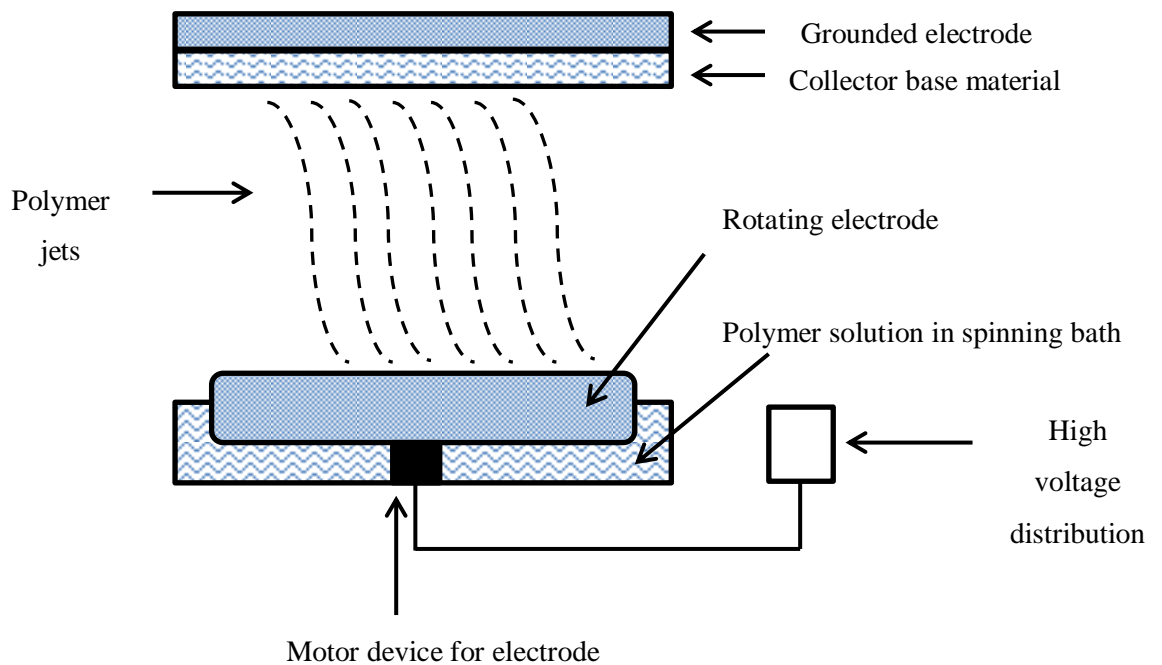 Grounded electrode
Collector base material
Polymer
jets
Rotating electrode
Polymer solution in spinning bath
High
voltage
distribution
Motor device for electrode